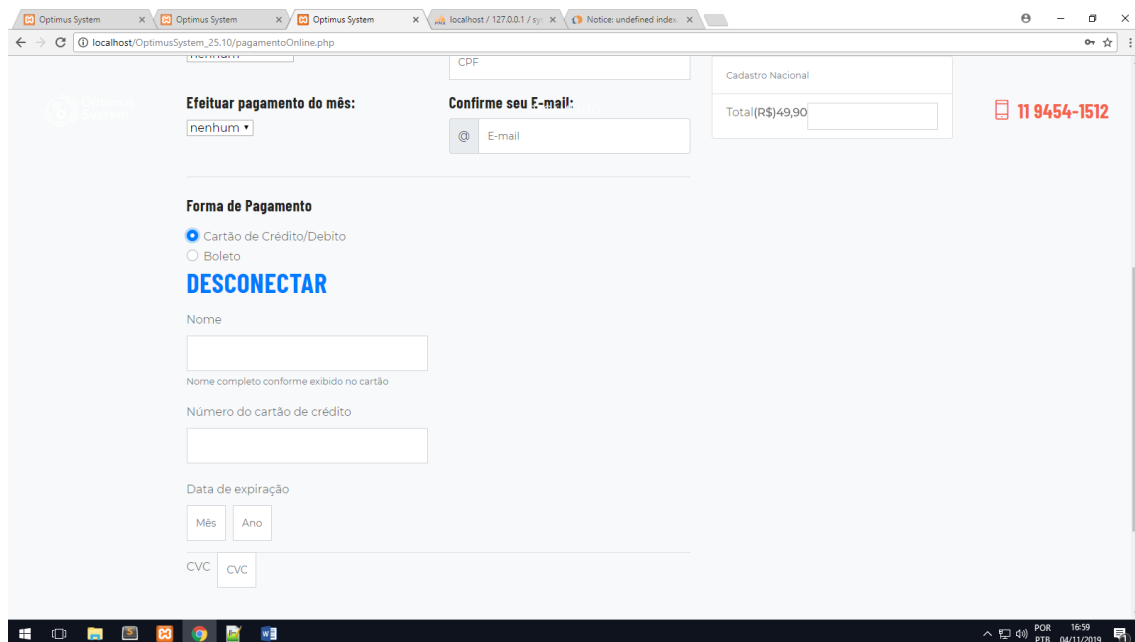 Optimus System
Optimus System
Optimus System
localhost / 127.0.0.1 / sy
Notice: undefined index.
localhost/OptimusSystem_25.10/pagamentoOnline.php
CPF
Cadastro Nacional
Optimus
System
Efeituar pagamento do mês:
Confirme seu E-mail:
Total(R$)49,90
11 9454-1512
nenhum
@ E-mail
Forma de Pagamento
Cartão de Crédito/Debito
Boleto
DESCONECTAR
Nome
Nome completo conforme exibido no cartão
Número do cartão de crédito
Data de expiração
Mês Ano
CVC CVC
POR 16:59
PTB 04/11/2019